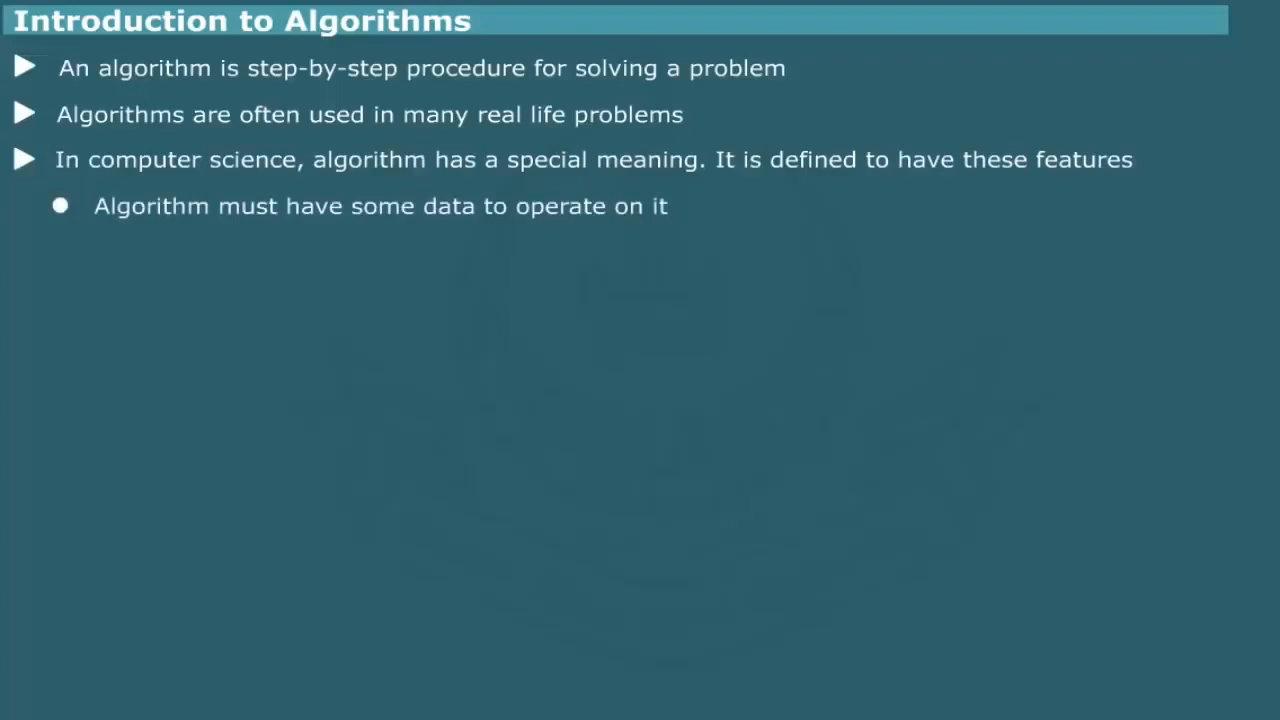 Introduction to Algorithms
An algorithm is step-by-step procedure for solving a problem
Algorithms are often used in many real life problems
In computer science, algorithm has a special meaning. It is defined to have these features
Algorithm must have some data to operate on it